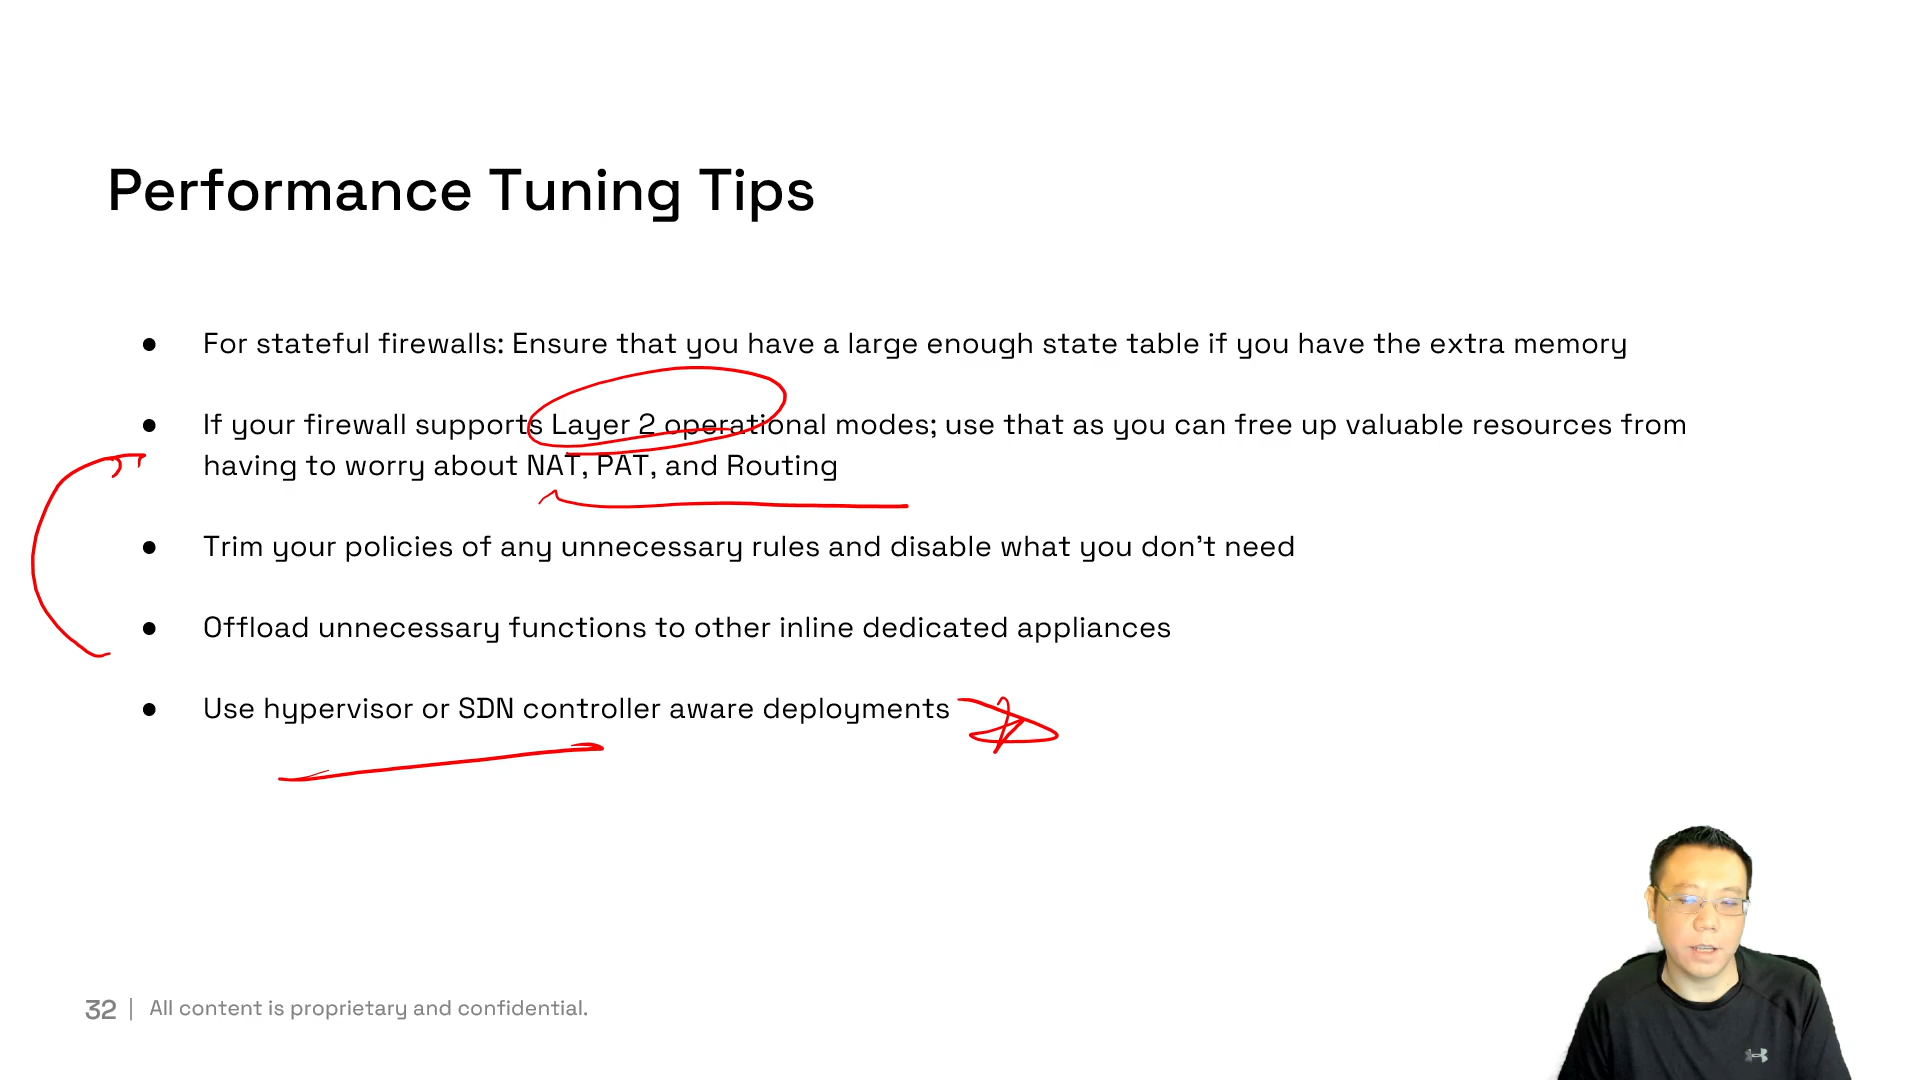 Performance Tuning Tips
● For stateful firewalls: Ensure that you have a large enough state table if you have the extra memory
● If your firewall supports Layer 2 operational modes; use that as you can free up valuable resources from
having to worry about NAT, PAT, and Routing
● Trim your policies of any unnecessary rules and disable what you don't need
● Offload unnecessary functions to other inline dedicated appliances
● Use hypervisor or SDN controller aware deployments
32 | All content is proprietary and confidential.